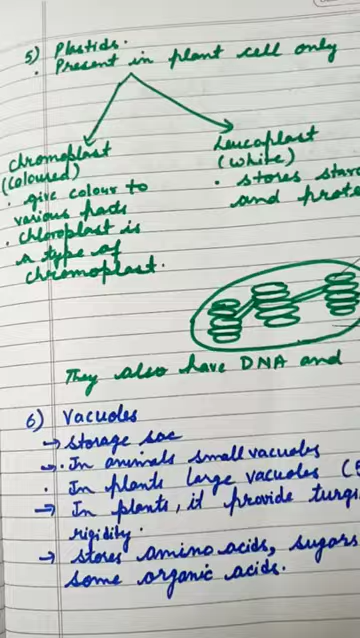 5) Plastids.
. Present in plant cell only
chromoplast
(coloured)
. give colour to
various parts
. chloroplast is
a type of
chromoplast.
Leucoplast
(white)
. stores
and
They also have DNA and
6) Vacuoles
→ storage sac
→ . In animals small vacuoles
. In plants large vacuoles
→ In plants, it provide
rigidity.
→ stores amino acids, sugars
some organic acids.